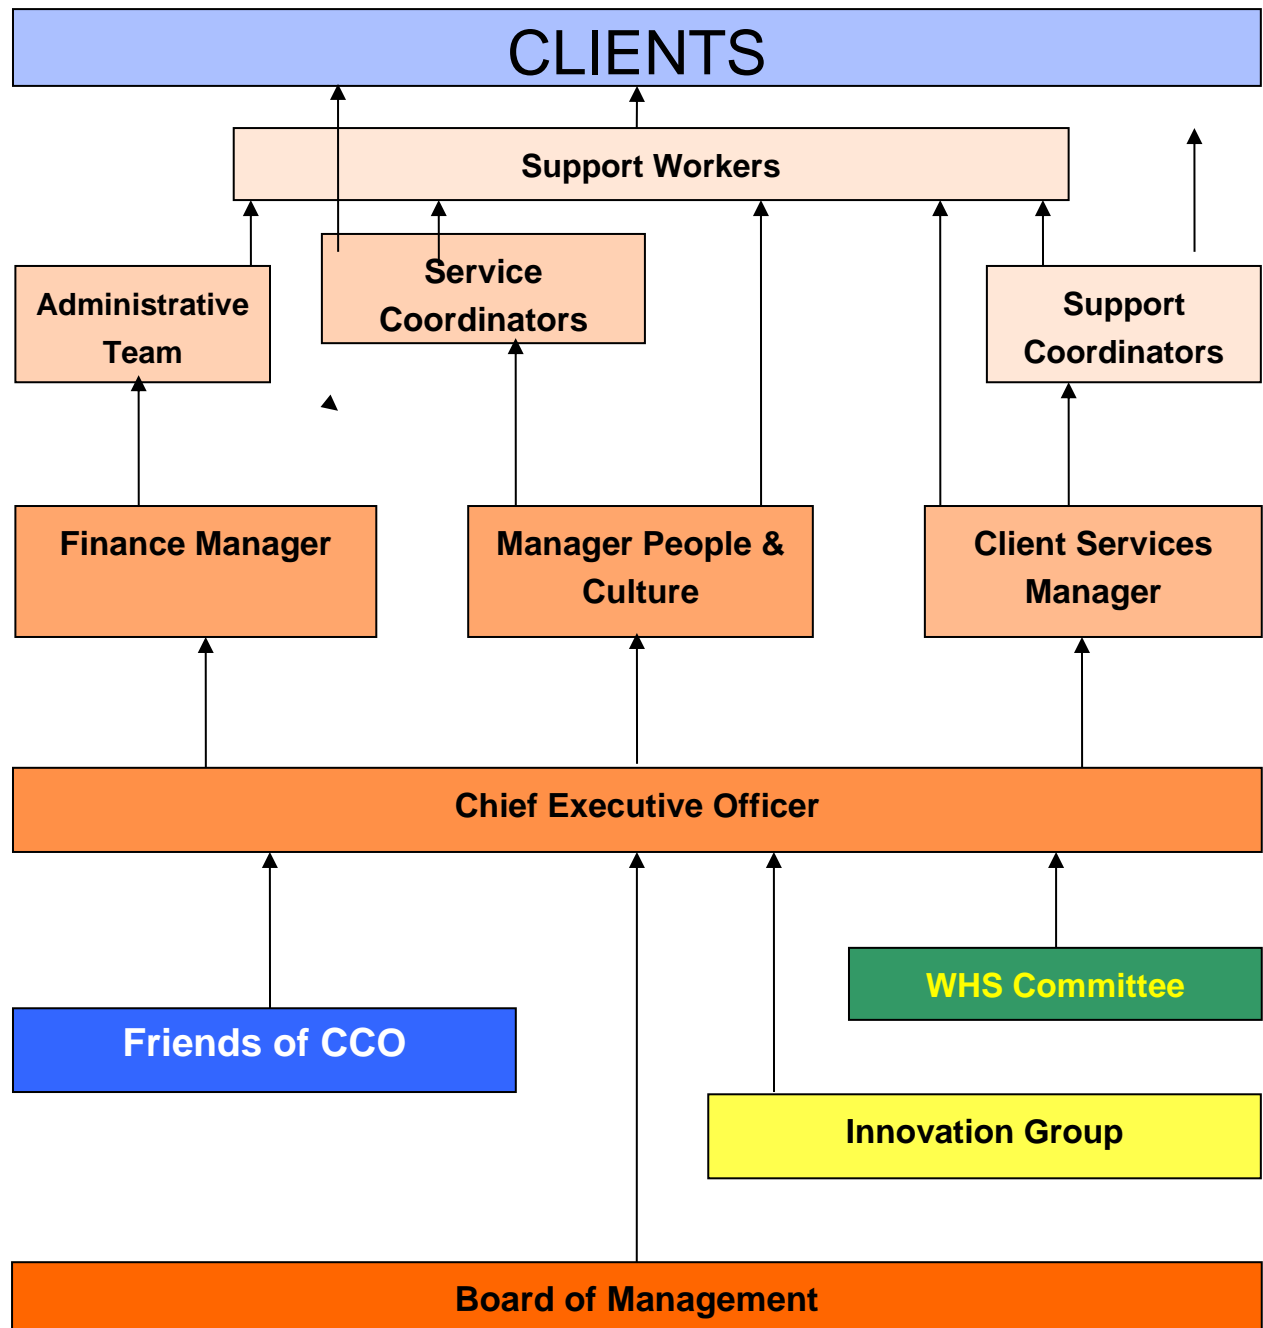 CLIENTS
Support Workers
Administrative
Team
Service
Coordinators
Support
Coordinators
Finance Manager
Manager People &
Culture
Client Services
Manager
Chief Executive Officer
WHS Committee
Friends of CCO
Innovation Group
Board of Management